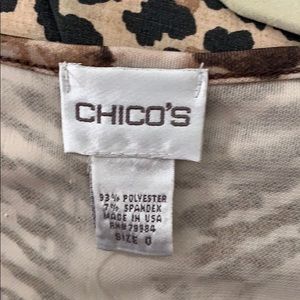 CHICO'S
93% POLYESTER
7% SPANDEX
MADE IN USA
RN# 79984
SIZE 0